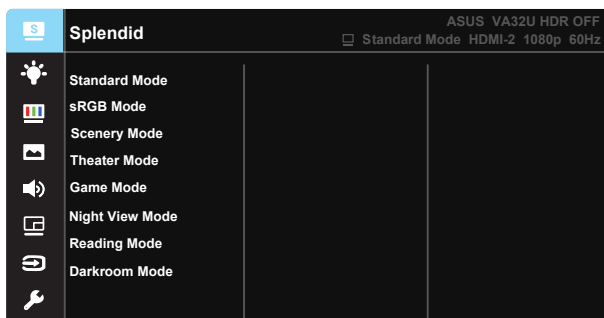 S
Splendid
ASUS VA32U HDR OFF
Standard Mode HDMI-2 1080p 60Hz
Standard Mode
sRGB Mode
Scenery Mode
Theater Mode
Game Mode
Night View Mode
Reading Mode
Darkroom Mode